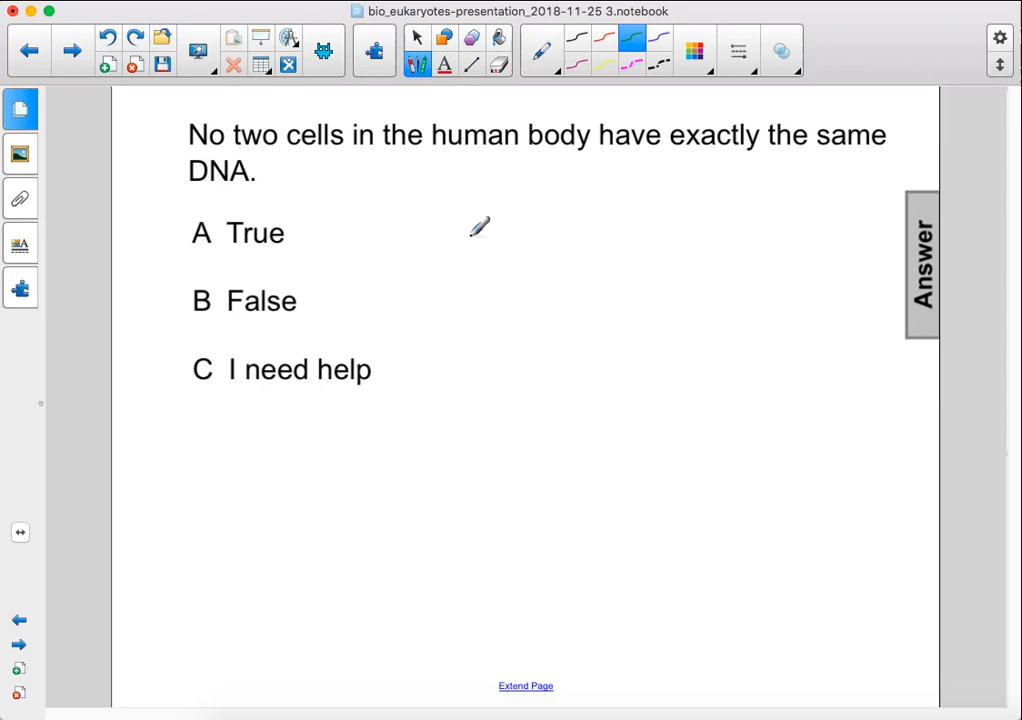 bio_eukaryotes-presentation_2018-11-25 3.notebook
No two cells in the human body have exactly the same
DNA.
A True
B False
C I need help
Answer
Extend Page